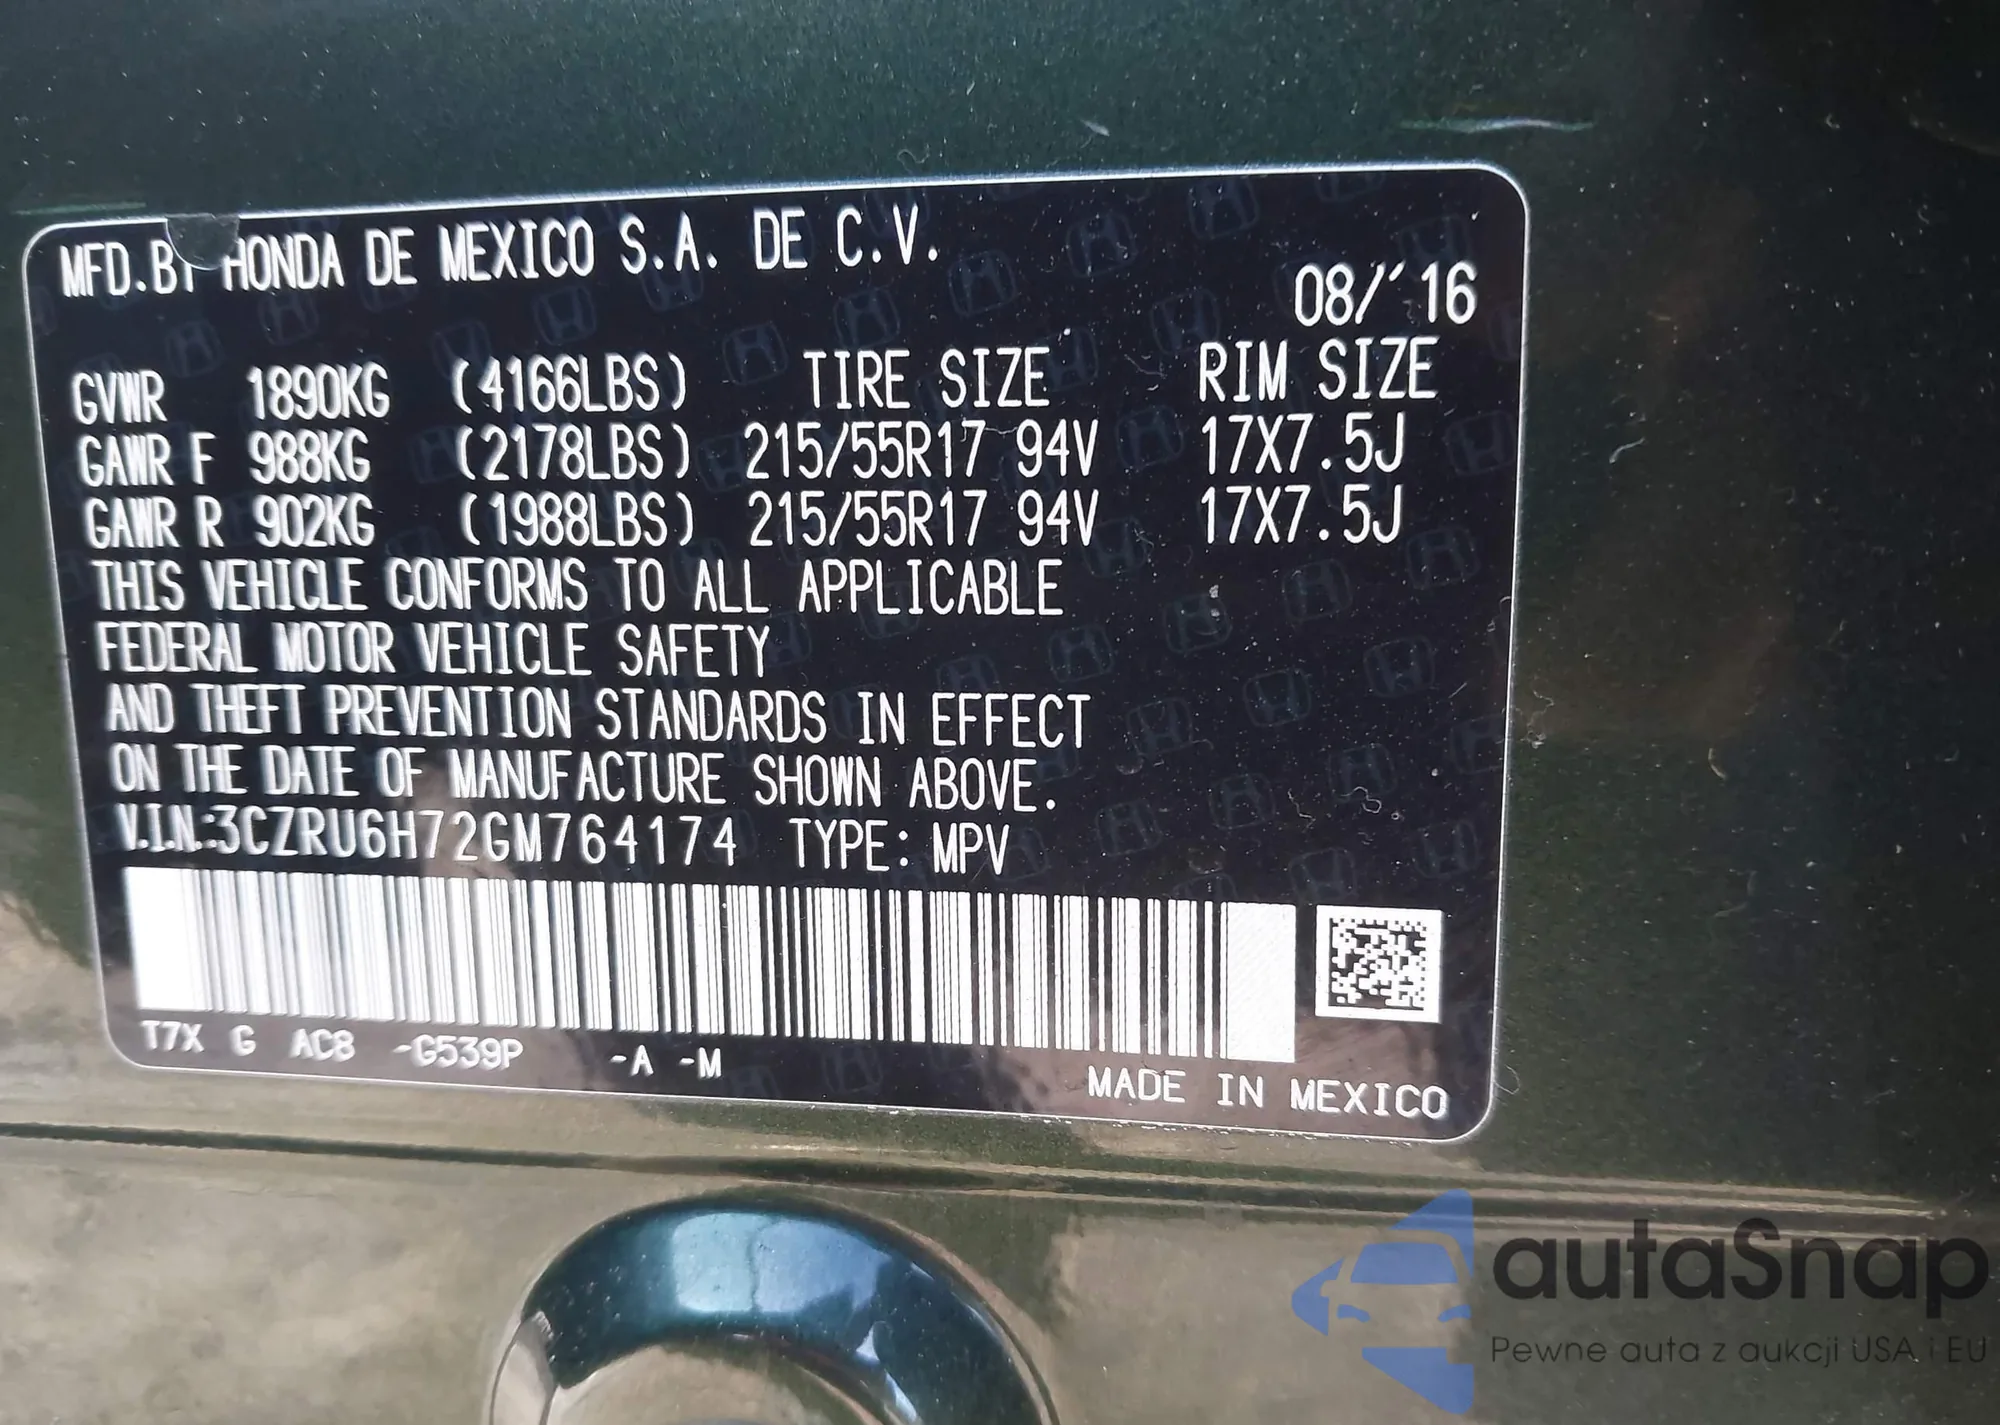 MFD.BY HONDA DE MEXICO S.A. DE C.V.
08/'16
GVWR 1890KG (4166LBS) TIRE SIZE RIM SIZE
GAWR F 988KG (2178LBS) 215/55R17 94V 17X7.5J
GAWR R 902KG (1988LBS) 215/55R17 94V 17X7.5J
THIS VEHICLE CONFORMS TO ALL APPLICABLE
FEDERAL MOTOR VEHICLE SAFETY
AND THEFT PREVENTION STANDARDS IN EFFECT
ON THE DATE OF MANUFACTURE SHOWN ABOVE.
V.I.N.:3CZRU6H72GM764174 TYPE: MPV
T7X G AC8 -G539P -A -M
MADE IN MEXICO
autaSnap
Pewne auta z aukcji USA i EU